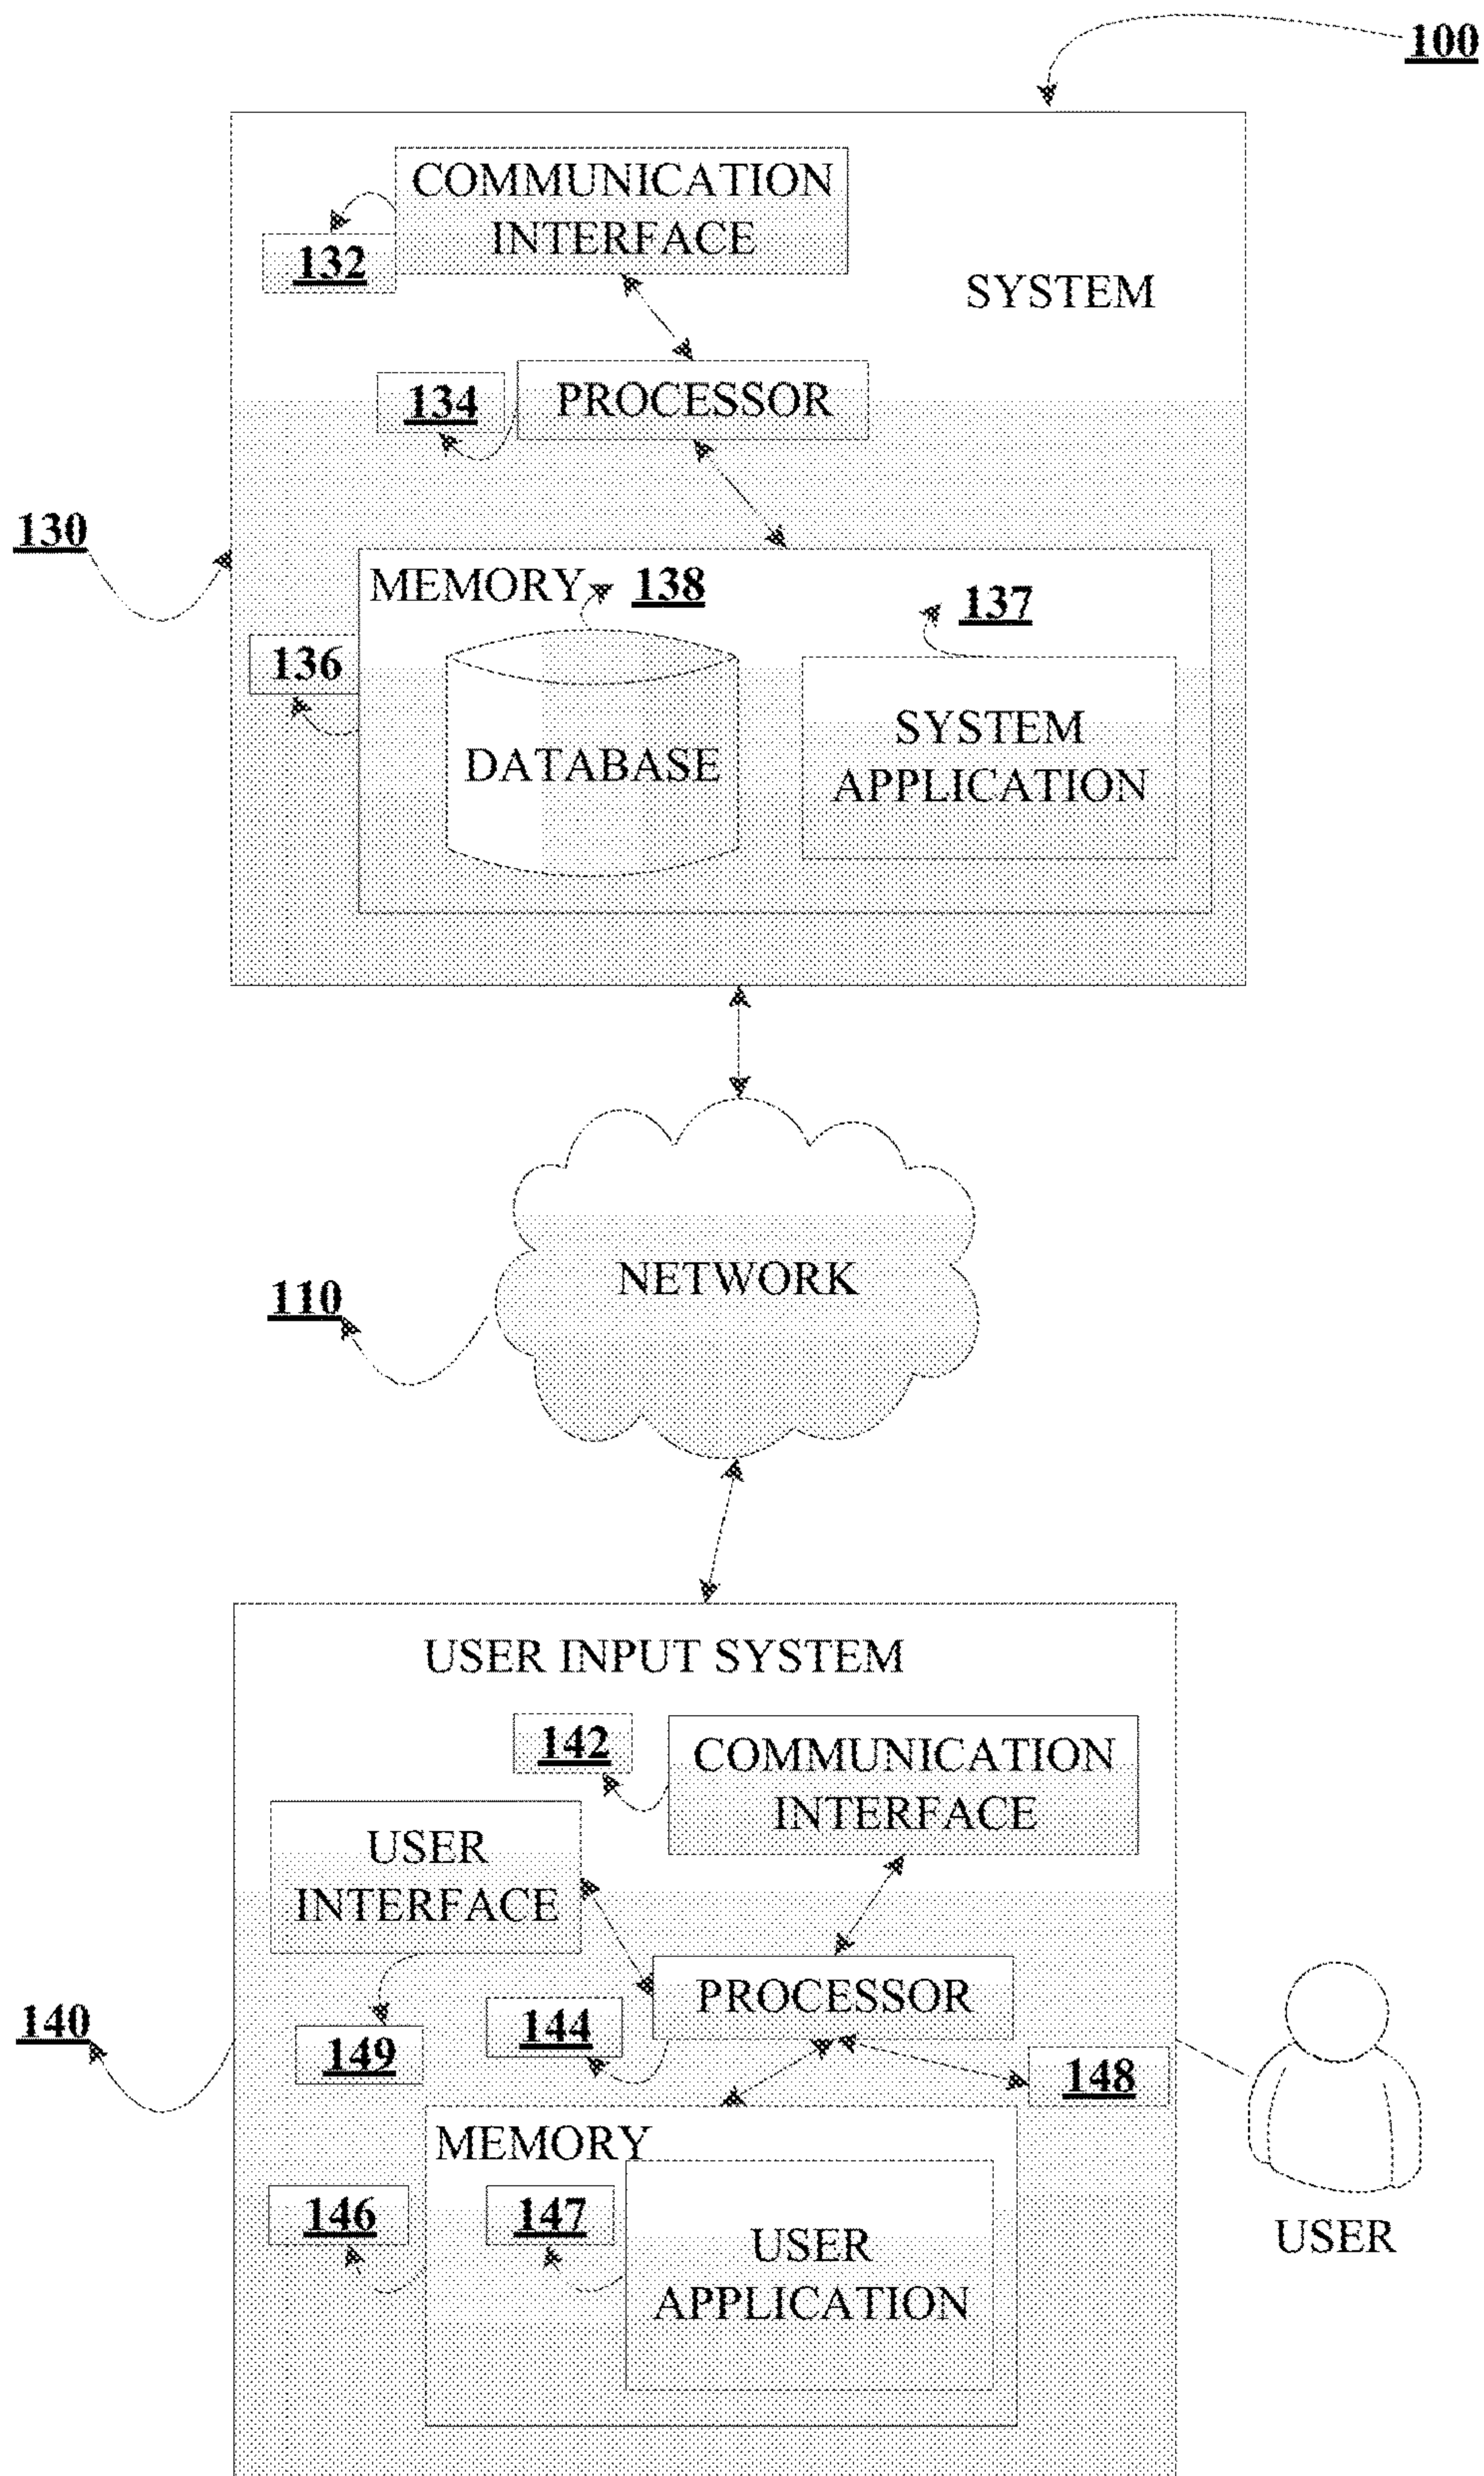 100
COMMUNICATION
INTERFACE
132
SYSTEM
134
PROCESSOR
130
MEMORY
138
137
136
DATABASE
SYSTEM
APPLICATION
NETWORK
110
USER INPUT SYSTEM
142
COMMUNICATION
INTERFACE
USER
INTERFACE
PROCESSOR
144
140
149
148
MEMORY
146
147
USER
APPLICATION
USER